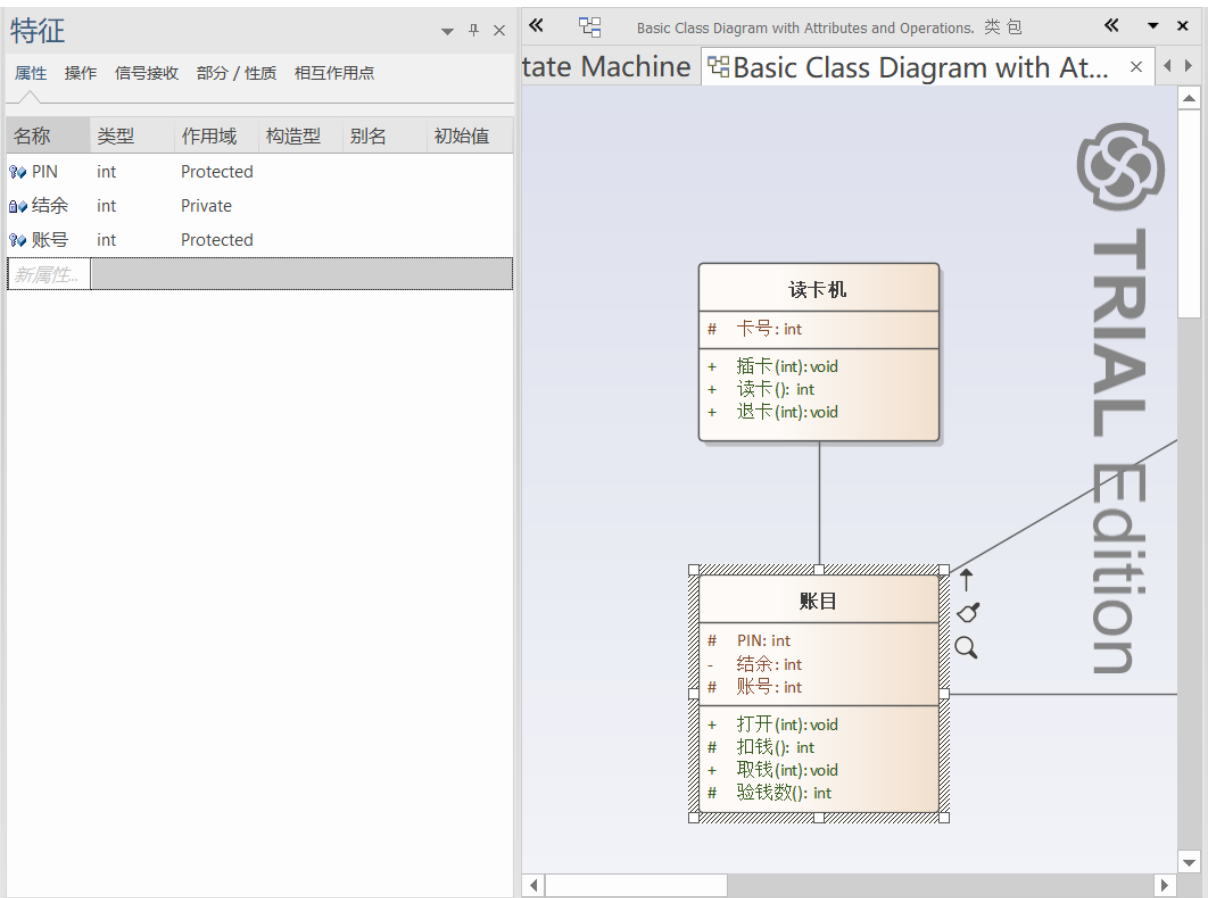 特征
属性 操作 信号接收 部分 / 性质 相互作用点
名称 类型 作用域 构造型 别名 初始值
PIN int Protected
结余 int Private
账号 int Protected
新属性...
Basic Class Diagram with Attributes and Operations. 类 包
tate Machine Basic Class Diagram with At...
读卡机
# 卡号: int
+ 插卡(int): void
+ 读卡(): int
+ 退卡(int): void
账目
# PIN: int
- 结余: int
# 账号: int
+ 打开(int): void
# 扣钱(): int
+ 取钱(int): void
# 验钱数(): int
TRIAL Edition